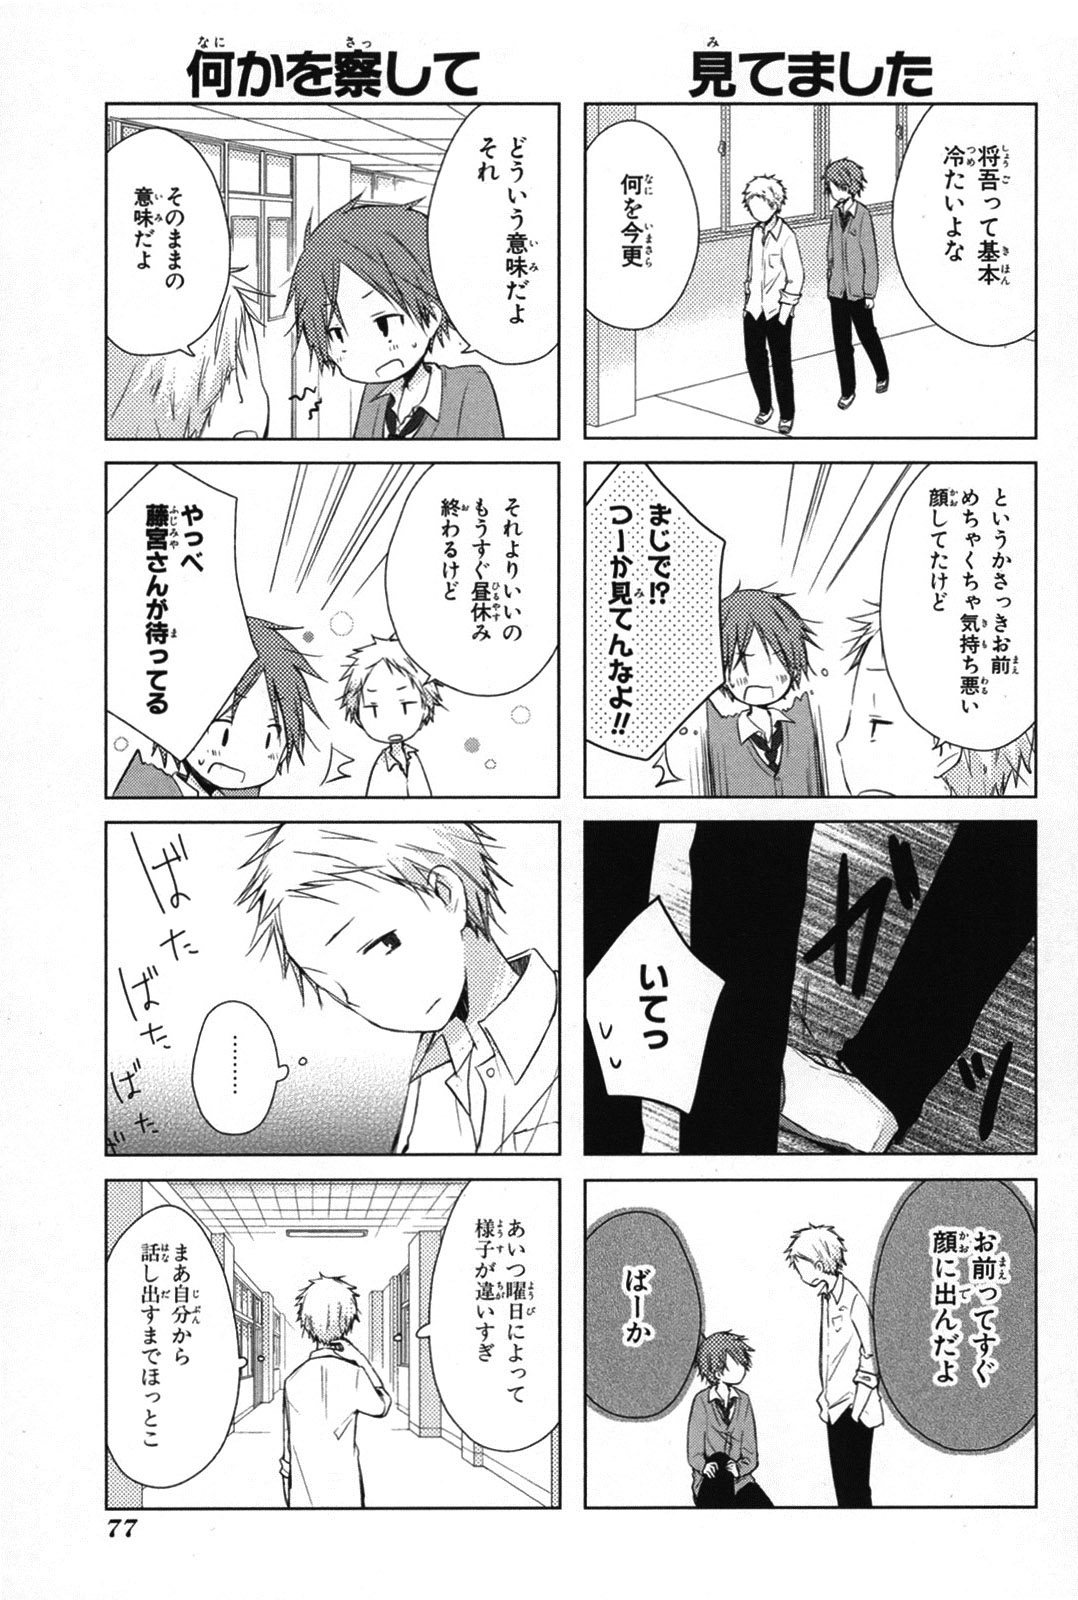 見てました
将吾って基本
冷たいよな
何を今更
というかさっきお前
めちゃくちゃ気持ち悪い
顔してたけど
まじで!?
つーか見てんなよ!!
ガッ
いてっ
お前ってすぐ
顔に出んだよ
ばーか
何かを察して
どういう意味だよ
それ
そのままの
意味だよ
それよりいいの
もうすぐ昼休み
終わるけど
やっべ
藤宮さんが待ってる
ばた
ばた
ばた
ばた
………
あいつ曜日によって
様子が違いすぎ
まあ自分から
話し出すまでほっとこ
77